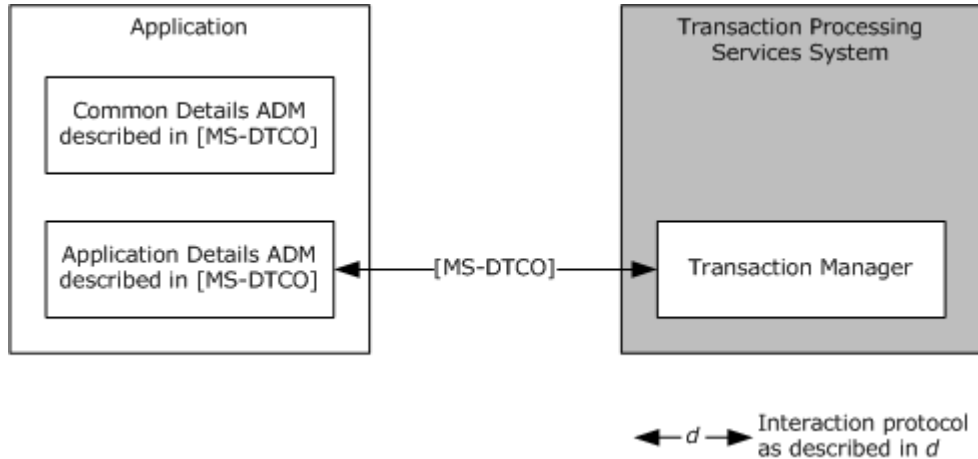 Application
Common Details ADM
described in [MS-DTCO]
Application Details ADM
described in [MS-DTCO]
[MS-DTCO]
Transaction Processing
Services System
Transaction Manager
d
Interaction protocol
as described in d